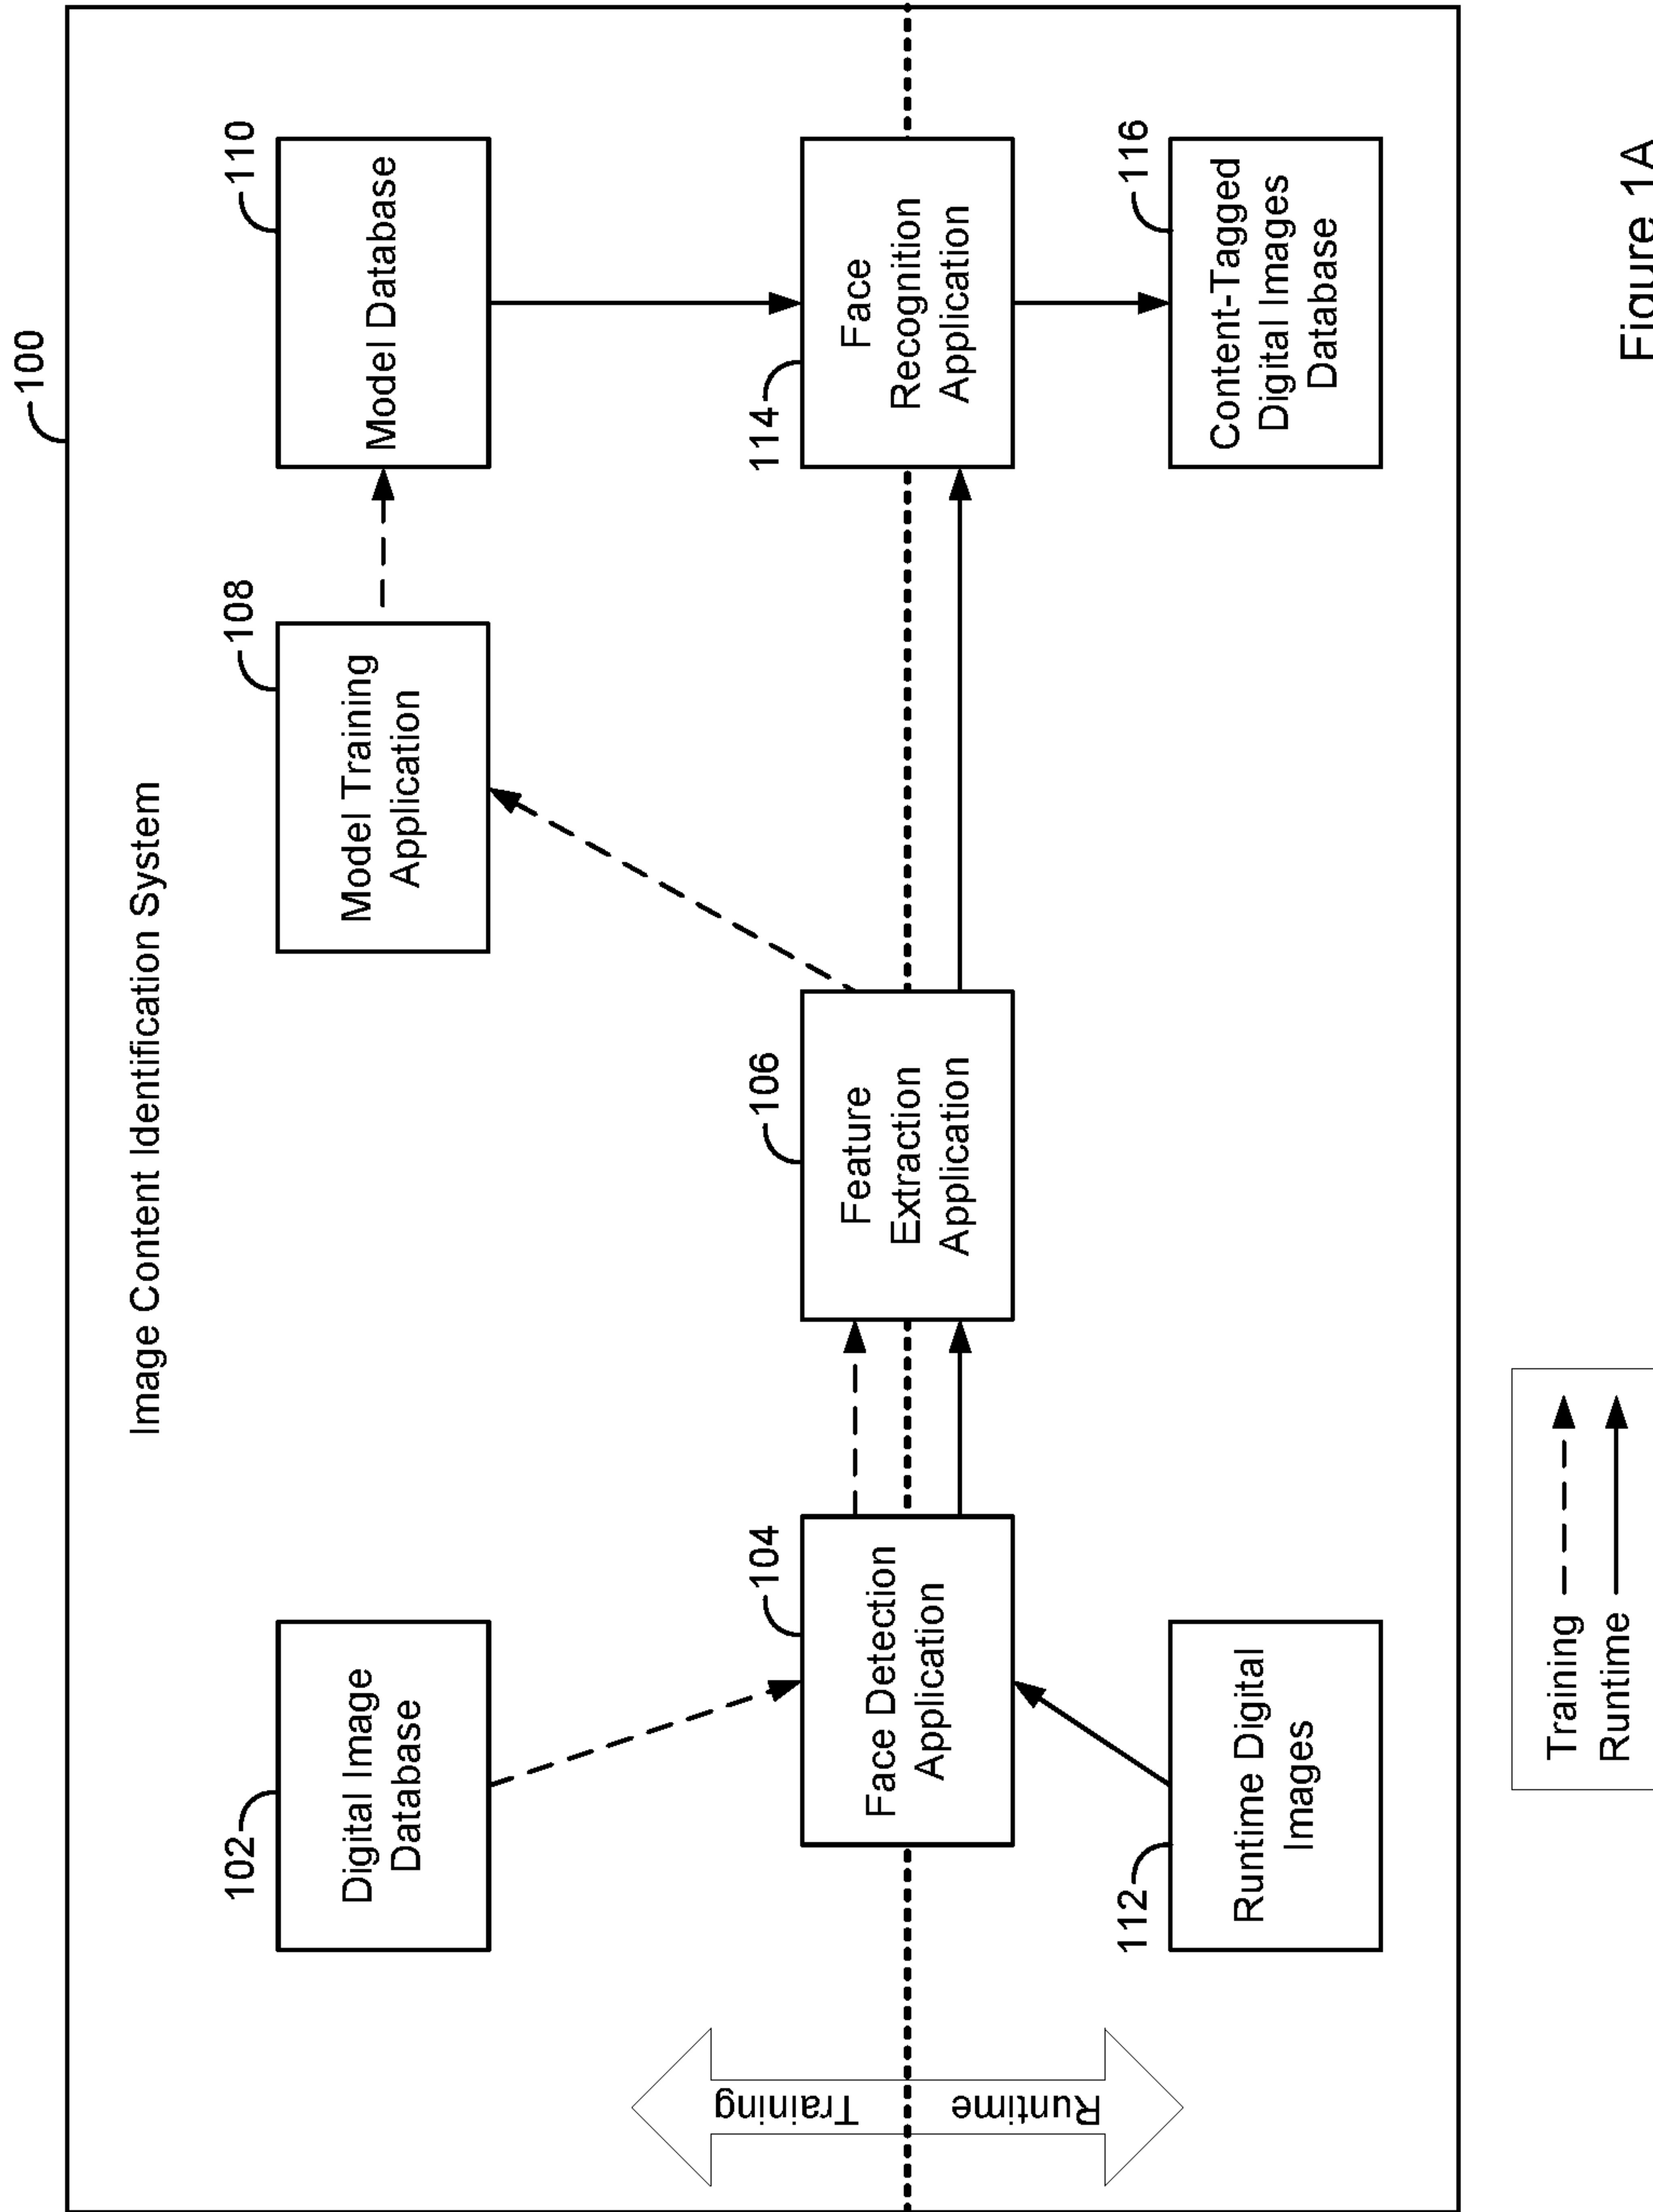 100
Image Content Identification System
102
Digital Image
Database
108
Model Training
Application
110
Model Database
Training
Runtime
104
Face Detection
Application
106
Feature
Extraction
Application
114
Face
Recognition
Application
112
Runtime Digital
Images
116
Content-Tagged
Digital Images
Database
Training
Runtime
Figure 1A